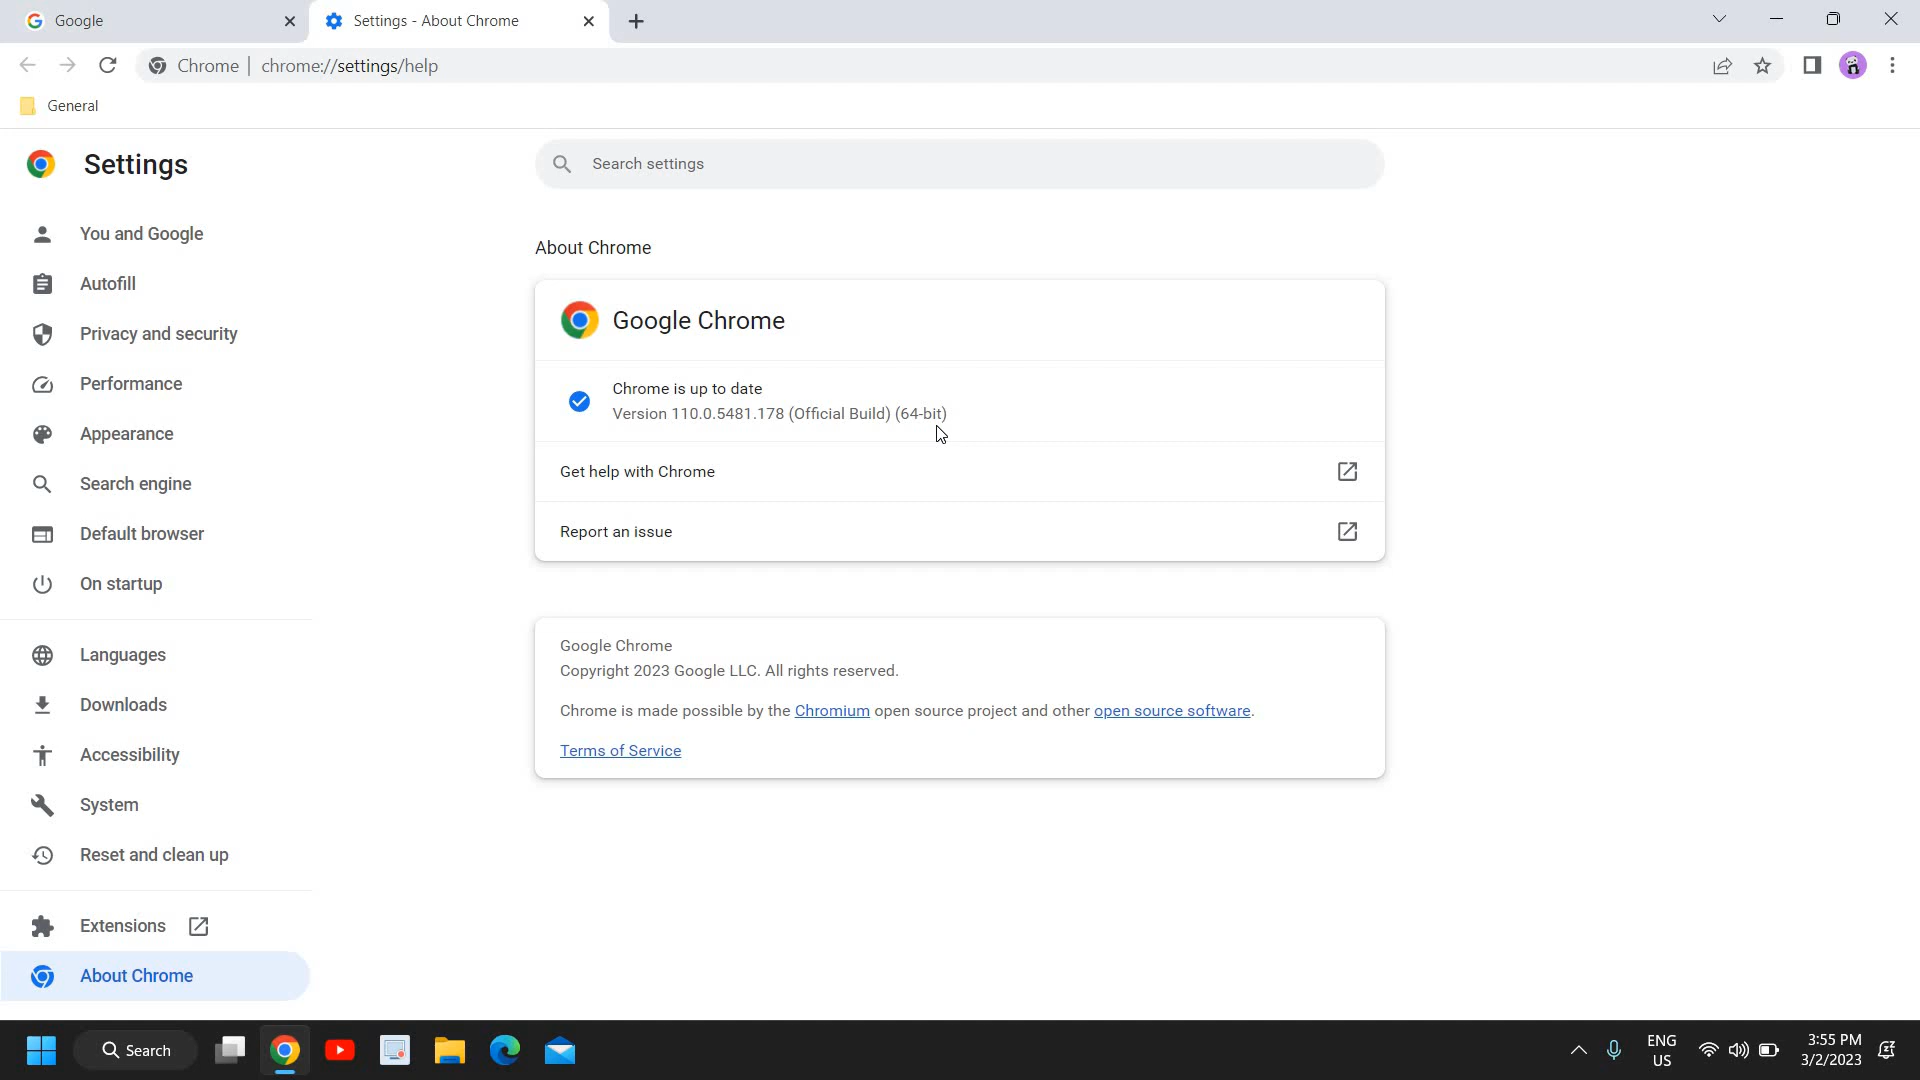 Google
Settings - About Chrome
Chrome | chrome://settings/help
General
Settings
Search settings
You and Google
Autofill
Privacy and security
Performance
Appearance
Search engine
Default browser
On startup
Languages
Downloads
Accessibility
System
Reset and clean up
Extensions
About Chrome
About Chrome
Google Chrome
Chrome is up to date
Version 110.0.5481.178 (Official Build) (64-bit)
Get help with Chrome
Report an issue
Google Chrome
Copyright 2023 Google LLC. All rights reserved.
Chrome is made possible by the Chromium open source project and other open source software.
Terms of Service
Search
ENG
US
3:55 PM
3/2/2023